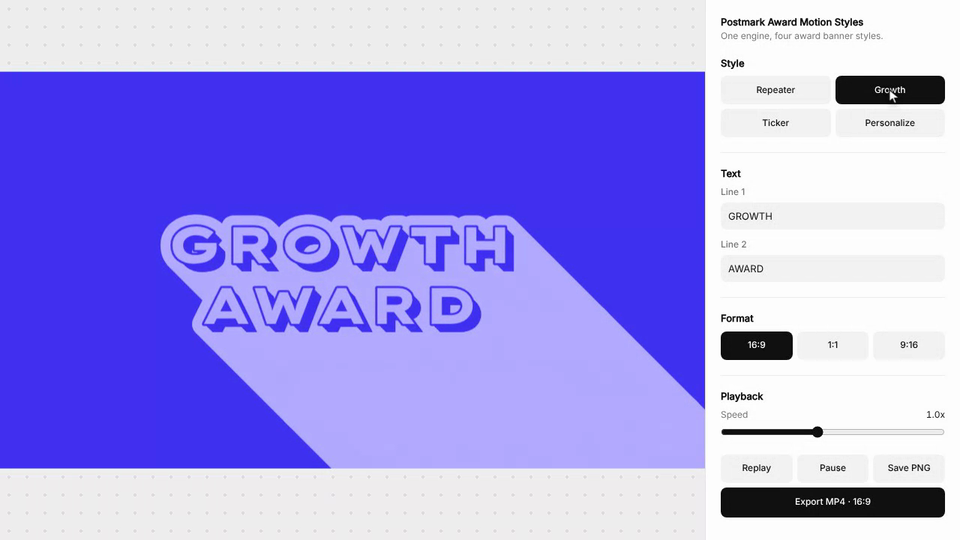 GROWTH
AWARD
Postmark Award Motion Styles
One engine, four award banner styles.
Style
Repeater
Growth
Ticker
Personalize
Text
Line 1
GROWTH
Line 2
AWARD
Format
16:9
1:1
9:16
Playback
Speed
1.0x
Replay
Pause
Save PNG
Export MP4 · 16:9